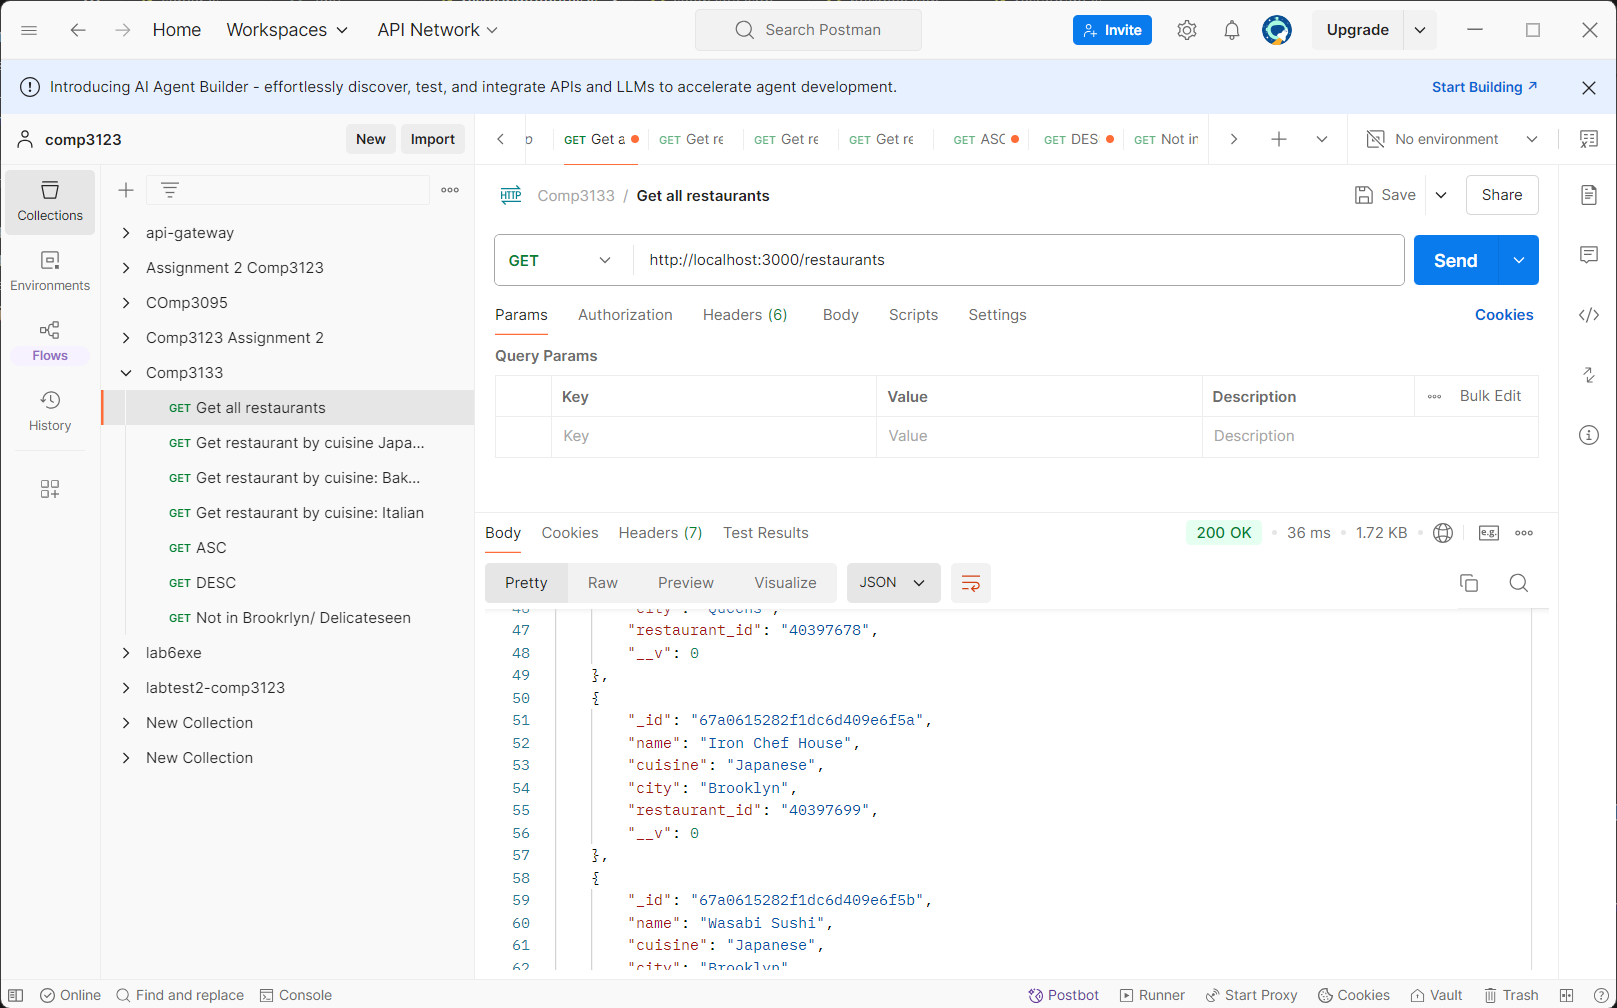 Home Workspaces API Network Search Postman Invite Upgrade
Introducing AI Agent Builder - effortlessly discover, test, and integrate APIs and LLMs to accelerate agent development. Start Building
comp3123 New Import
GET Get a GET Get re GET Get re GET Get re GET ASC GET DES GET Not in No environment
Collections
Environments
Flows
History
api-gateway
Assignment 2 Comp3123
COmp3095
Comp3123 Assignment 2
Comp3133
GET Get all restaurants
GET Get restaurant by cuisine Japa...
GET Get restaurant by cuisine: Bak...
GET Get restaurant by cuisine: Italian
GET ASC
GET DESC
GET Not in Brookrlyn/ Delicateseen
lab6exe
labtest2-comp3123
New Collection
New Collection
HTTP Comp3133 / Get all restaurants Save Share
GET http://localhost:3000/restaurants Send
Params Authorization Headers (6) Body Scripts Settings Cookies
Query Params
Key Value Description Bulk Edit
Key Value Description
Body Cookies Headers (7) Test Results 200 OK 36 ms 1.72 KB e.g.
Pretty Raw Preview Visualize JSON
46 "city": "Queens",
47 "restaurant_id": "40397678",
48 "__v": 0
49 },
50 {
51 "_id": "67a0615282f1dc6d409e6f5a",
52 "name": "Iron Chef House",
53 "cuisine": "Japanese",
54 "city": "Brooklyn",
55 "restaurant_id": "40397699",
56 "__v": 0
57 },
58 {
59 "_id": "67a0615282f1dc6d409e6f5b",
60 "name": "Wasabi Sushi",
61 "cuisine": "Japanese",
62 "city": "Brooklyn"
Online Find and replace Console Postbot Runner Start Proxy Cookies Vault Trash